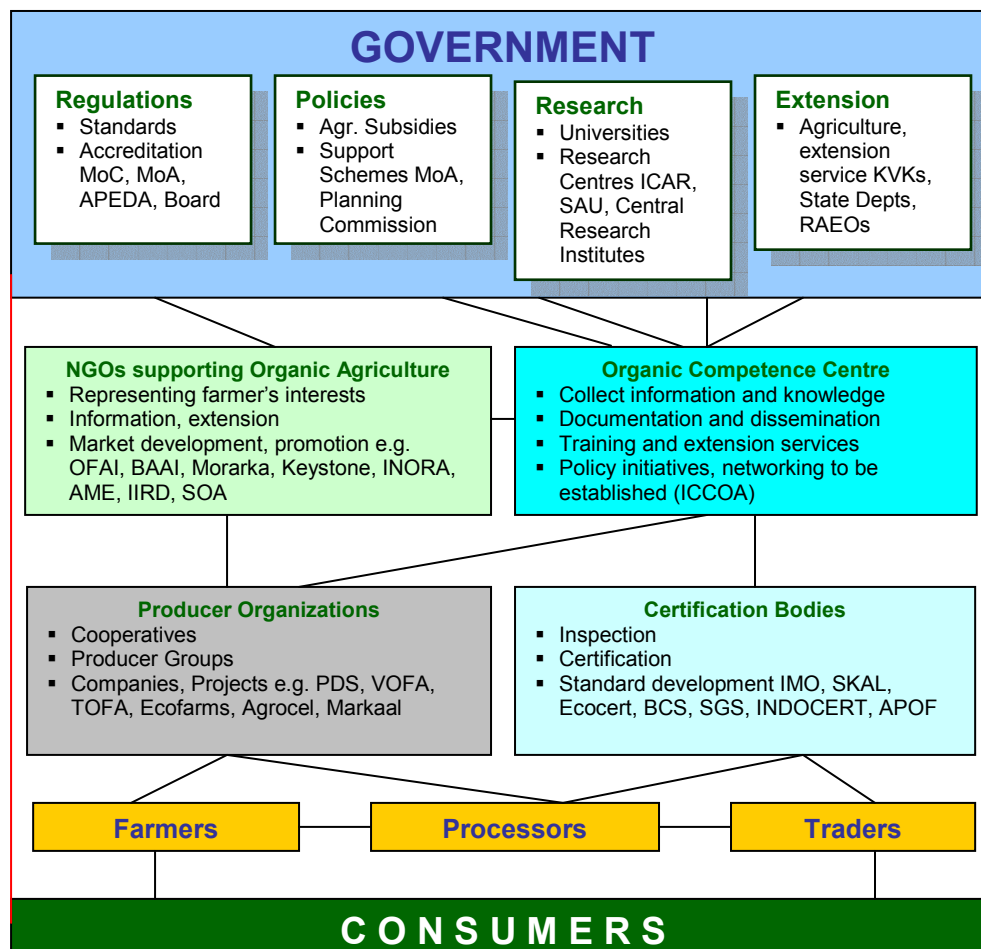 GOVERNMENT
Regulations
▪ Standards
▪ Accreditation
MoC, MoA,
APEDA, Board
Policies
▪ Agr. Subsidies
▪ Support
Schemes MoA,
Planning
Commission
Research
▪ Universities
▪ Research
Centres ICAR,
SAU, Central
Research
Institutes
Extension
▪ Agriculture,
extension
service KVKs,
State Depts,
RAEOs
NGOs supporting Organic Agriculture
▪ Representing farmer's interests
▪ Information, extension
▪ Market development, promotion e.g.
OFAI, BAAI, Morarka, Keystone, INORA,
AME, IIRD, SOA
Organic Competence Centre
▪ Collect information and knowledge
▪ Documentation and dissemination
▪ Training and extension services
▪ Policy initiatives, networking to be
established (ICCOA)
Producer Organizations
▪ Cooperatives
▪ Producer Groups
▪ Companies, Projects e.g. PDS, VOFA,
TOFA, Ecofarms, Agrocel, Markaal
Certification Bodies
▪ Inspection
▪ Certification
▪ Standard development IMO, SKAL,
Ecocert, BCS, SGS, INDOCERT, APOF
Farmers
Processors
Traders
CONSUMERS